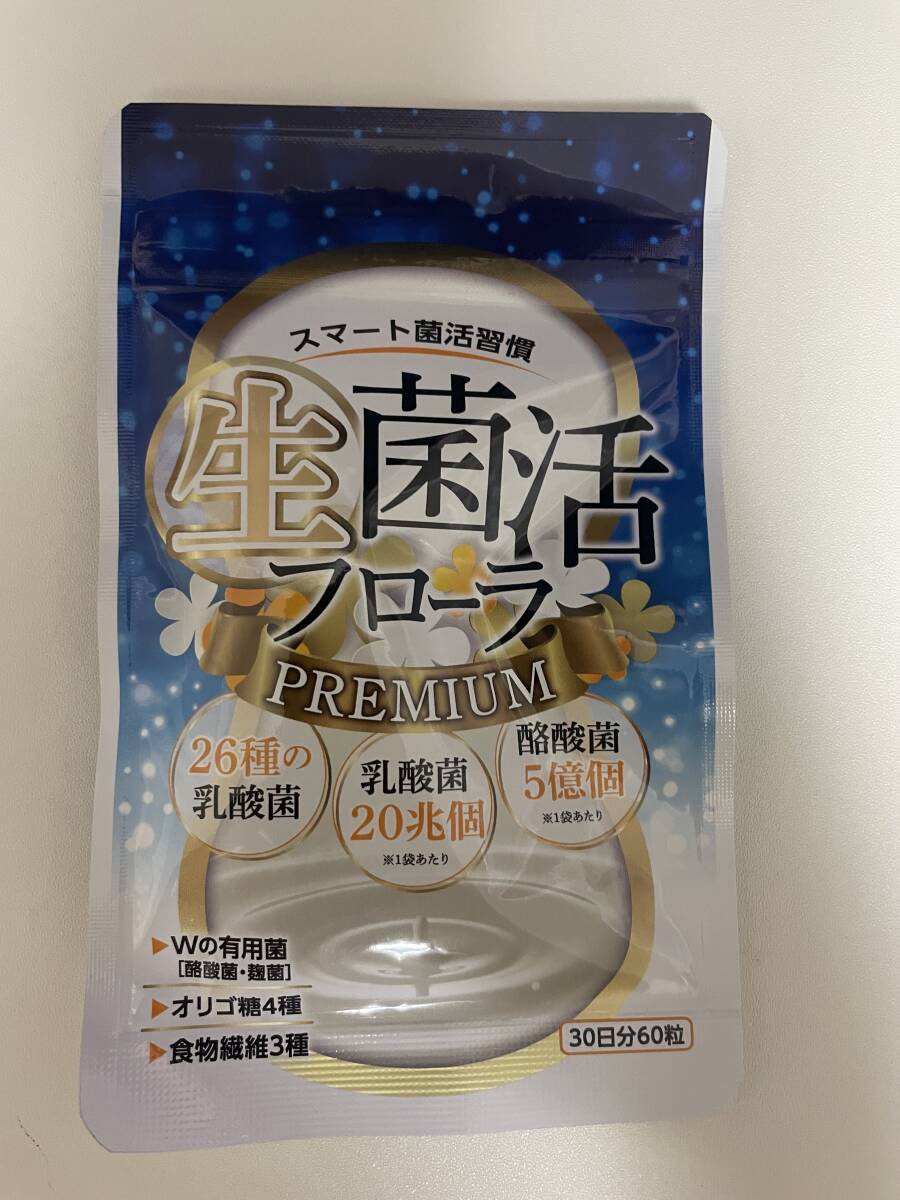 スマート菌活習慣
生菌活
フローラ
PREMIUM
26種の
乳酸菌
乳酸菌
20兆個
※1袋あたり
酪酸菌
5億個
※1袋あたり
▶Wの有用菌
[酪酸菌・麹菌]
▶オリゴ糖4種
▶食物繊維3種
30日分60粒